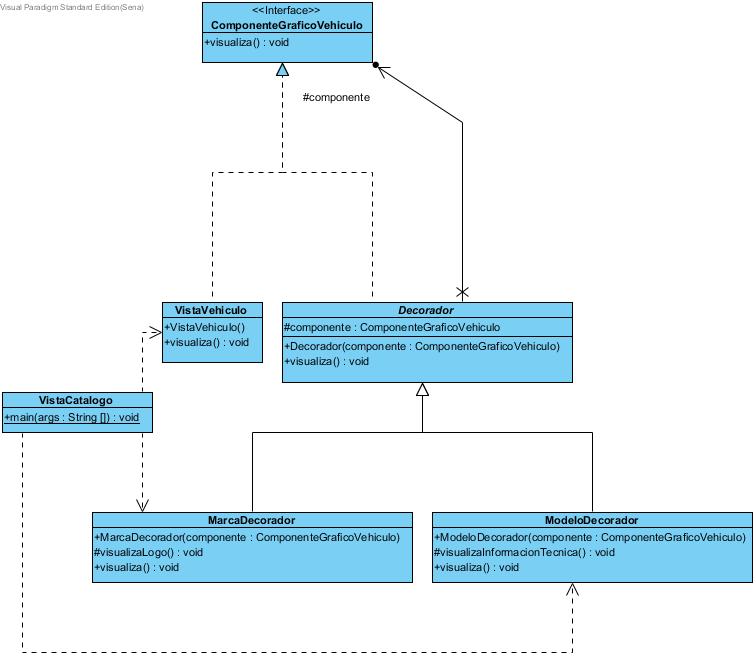 Visual Paradigm Standard Edition(Sena)
<<Interface>>
ComponenteGraficoVehiculo
+visualiza() : void
#componente
VistaVehiculo
+VistaVehiculo()
+visualiza() : void
Decorador
#componente : ComponenteGraficoVehiculo
+Decorador(componente : ComponenteGraficoVehiculo)
+visualiza() : void
VistaCatalogo
+main(args : String []) : void
MarcaDecorador
+MarcaDecorador(componente : ComponenteGraficoVehiculo)
#visualizaLogo() : void
+visualiza() : void
ModeloDecorador
+ModeloDecorador(componente : ComponenteGraficoVehiculo)
#visualizaInformacionTecnica() : void
+visualiza() : void